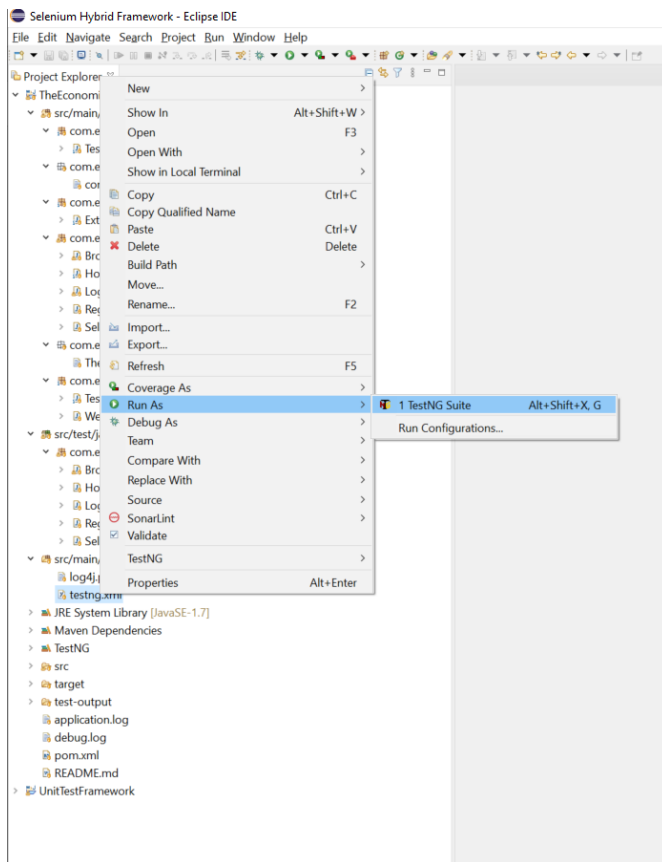 Selenium Hybrid Framework - Eclipse IDE
File Edit Navigate Search Project Run Window Help
Project Explorer
TheEconomi
src/main/
com.e
Tes
com.e
cor
com.e
Ext
com.e
Bro
Ho
Log
Reg
Sel
com.e
The
com.e
Tes
We
src/test/j
com.e
Bro
Ho
Log
Reg
Sel
src/main/
log4j.p
testng.xml
JRE System Library [JavaSE-1.7]
Maven Dependencies
TestNG
src
target
test-output
application.log
debug.log
pom.xml
README.md
UnitTestFramework
New
Show In Alt+Shift+W
Open F3
Open With
Show in Local Terminal
Copy Ctrl+C
Copy Qualified Name
Paste Ctrl+V
Delete Delete
Build Path
Move...
Rename... F2
Import...
Export...
Refresh F5
Coverage As
Run As
Debug As
Team
Compare With
Replace With
Source
SonarLint
Validate
TestNG
Properties Alt+Enter
1 TestNG Suite Alt+Shift+X, G
Run Configurations...